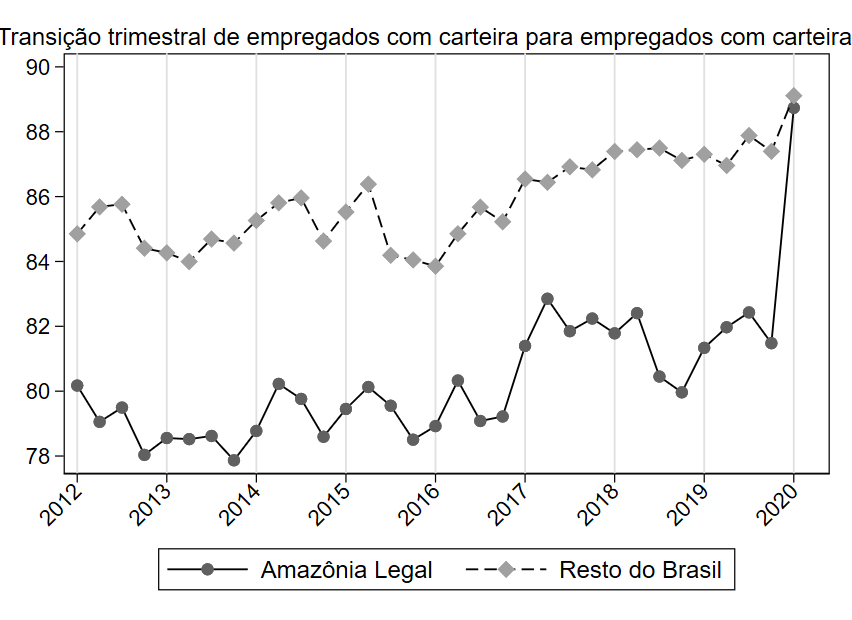 Transição trimestral de empregados com carteira para empregados com carteira
90
88
86
84
82
80
78
2012 2013 2014 2015 2016 2017 2018 2019 2020
Amazônia Legal Resto do Brasil